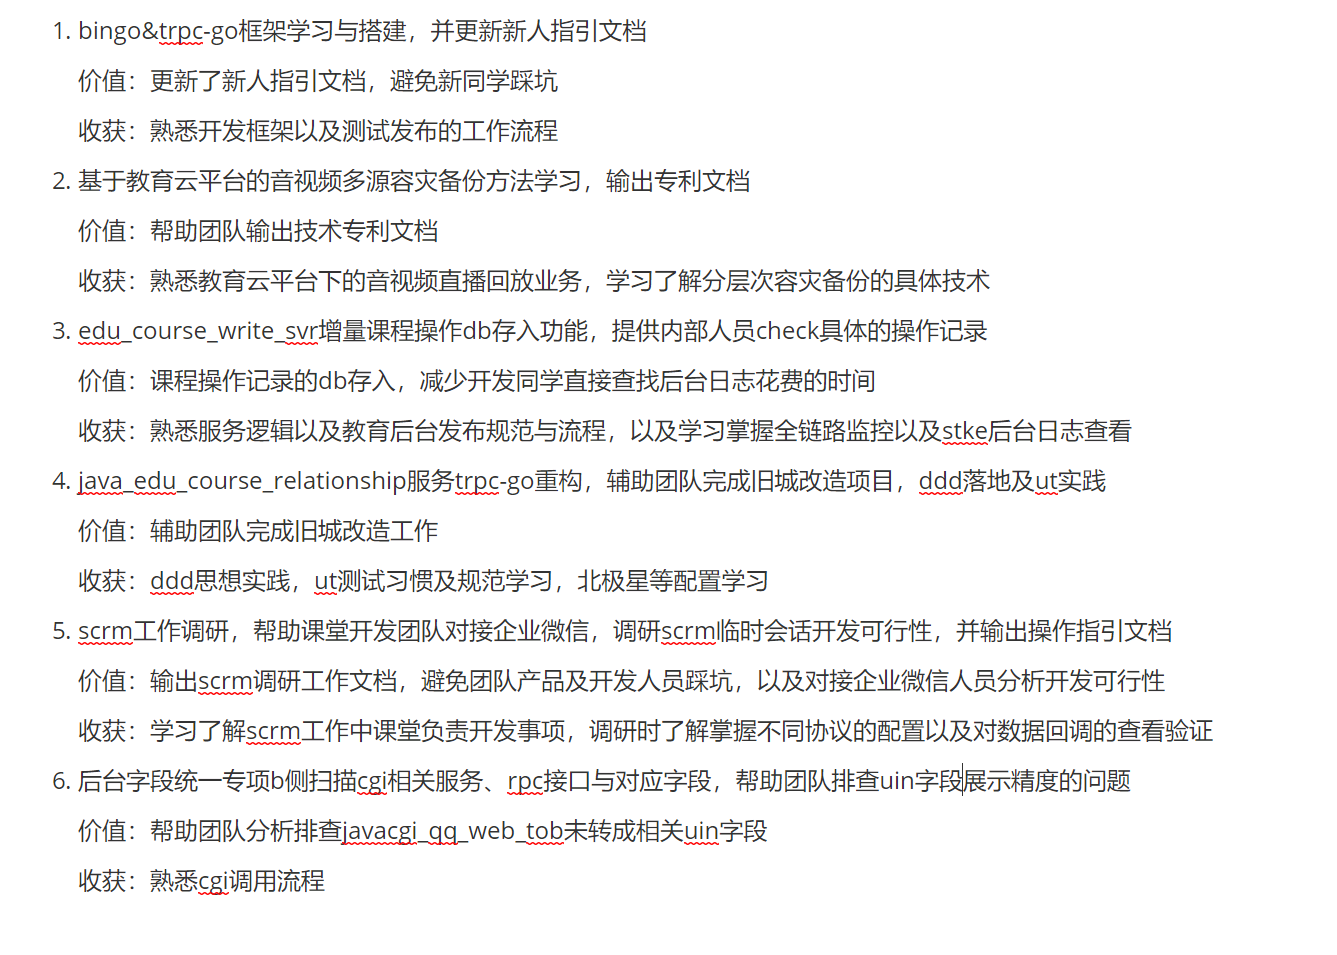 1. bingo&trpc-go框架学习与搭建，并更新新人指引文档
价值：更新了新人指引文档，避免新同学踩坑
收获：熟悉开发框架以及测试发布的工作流程
2. 基于教育云平台的音视频多源容灾备份方法学习，输出专利文档
价值：帮助团队输出技术专利文档
收获：熟悉教育云平台下的音视频直播回放业务，学习了解分层次容灾备份的具体技术
3. edu_course_write_svr增量课程操作db存入功能，提供内部人员check具体的操作记录
价值：课程操作记录的db存入，减少开发同学直接查找后台日志花费的时间
收获：熟悉服务逻辑以及教育后台发布规范与流程，以及学习掌握全链路监控以及stke后台日志查看
4. java_edu_course_relationship服务trpc-go重构，辅助团队完成旧城改造项目，ddd落地及ut实践
价值：辅助团队完成旧城改造工作
收获：ddd思想实践，ut测试习惯及规范学习，北极星等配置学习
5. scrm工作调研，帮助课堂开发团队对接企业微信，调研scrm临时会话开发可行性，并输出操作指引文档
价值：输出scrm调研工作文档，避免团队产品及开发人员踩坑，以及对接企业微信人员分析开发可行性
收获：学习了解scrm工作中课堂负责开发事项，调研时了解掌握不同协议的配置以及对数据回调的查看验证
6. 后台字段统一专项b侧扫描cgi相关服务、rpc接口与对应字段，帮助团队排查uin字段展示精度的问题
价值：帮助团队分析排查javacgi_qq_web_tob未转成相关uin字段
收获：熟悉cgi调用流程